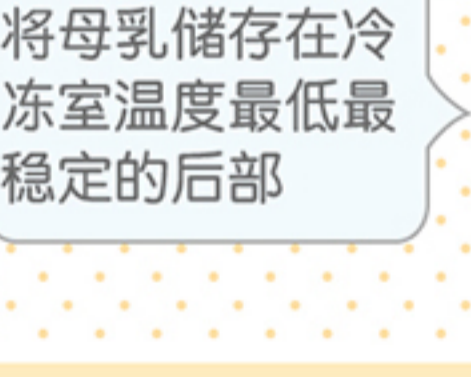 将母乳储存在冷
冻室温度最低最
稳定的后部